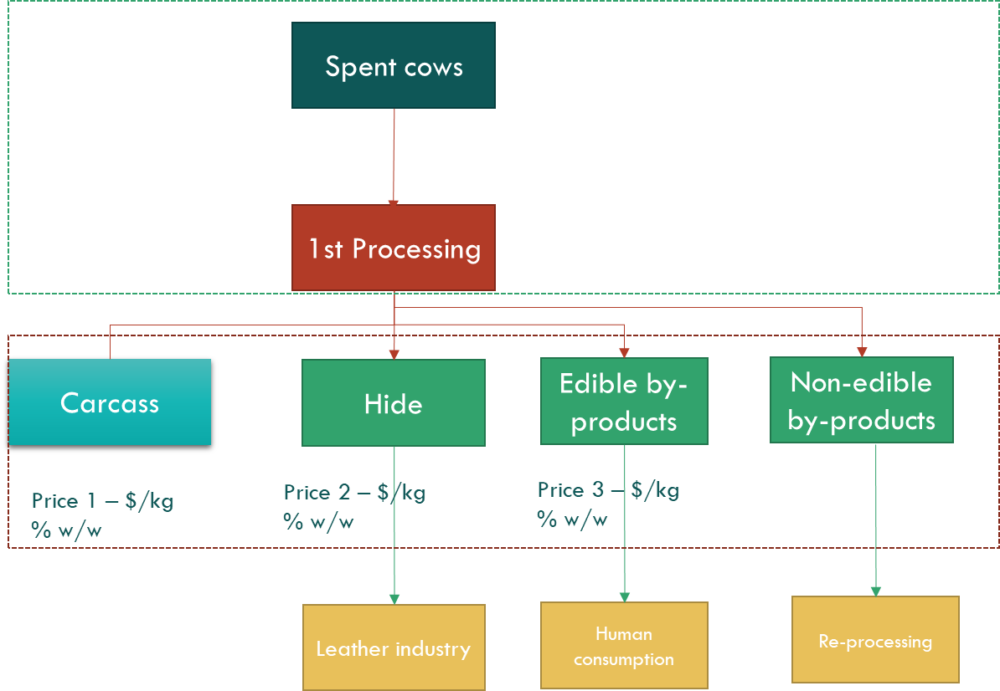 Spent cows
1st Processing
Carcass
Hide
Edible by-
products
Non-edible
by-products
Price 1 – $/kg
% w/w
Price 2 – $/kg
% w/w
Price 3 – $/kg
% w/w
Leather industry
Human
consumption
Re-processing